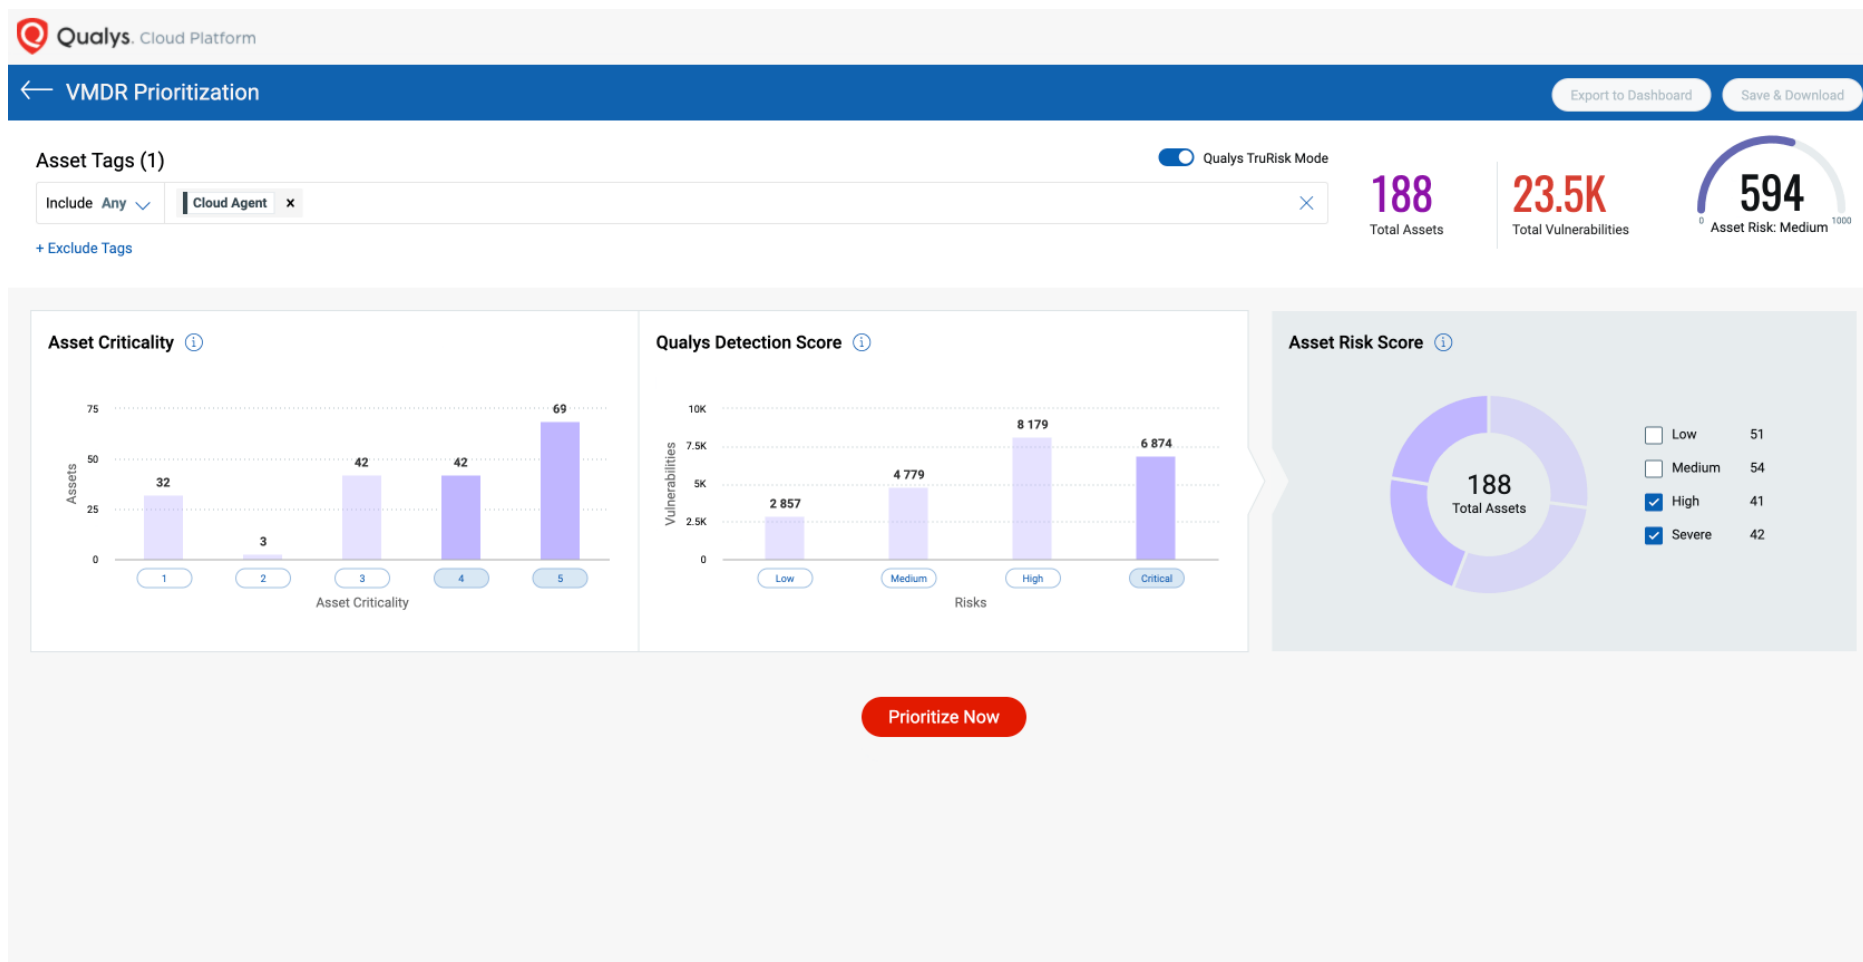 Qualys. Cloud Platform
VMDR Prioritization
Export to Dashboard
Save & Download
Asset Tags (1)
Qualys TruRisk Mode
Include Any
Cloud Agent ×
+ Exclude Tags
188
Total Assets
23.5K
Total Vulnerabilities
594
0
1000
Asset Risk: Medium
Asset Criticality i
75
50
25
0
Assets
32
3
42
42
69
1
2
3
4
5
Asset Criticality
Qualys Detection Score i
10K
7.5K
5K
2.5K
0
Vulnerabilities
2 857
4 779
8 179
6 874
Low
Medium
High
Critical
Risks
Asset Risk Score i
188
Total Assets
Low 51
Medium 54
High 41
Severe 42
Prioritize Now